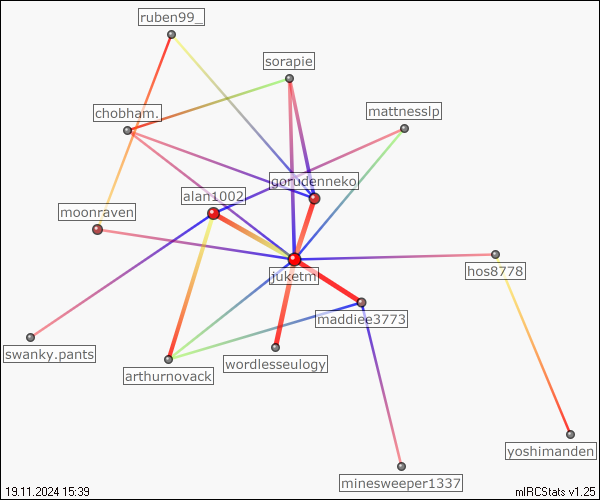 ruben99_
sorapie
mattnesslp
chobham.
gorudenneko
alan1002
moonraven
juketm
hos8778
maddiee3773
swanky.pants
wordlesseulogy
arthurnovack
yoshimanden
minesweeper1337
19.11.2024 15:39
mIRCStats v1.25